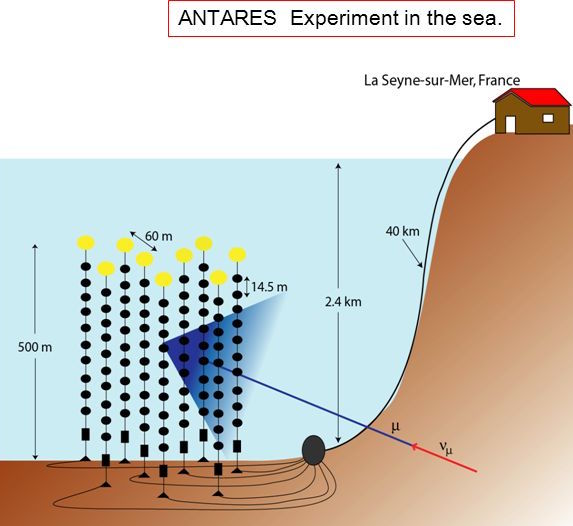 ANTARES Experiment in the sea.
La Seyne-sur-Mer, France
60 m
40 km
14.5 m
2.4 km
500 m
μ
νμ